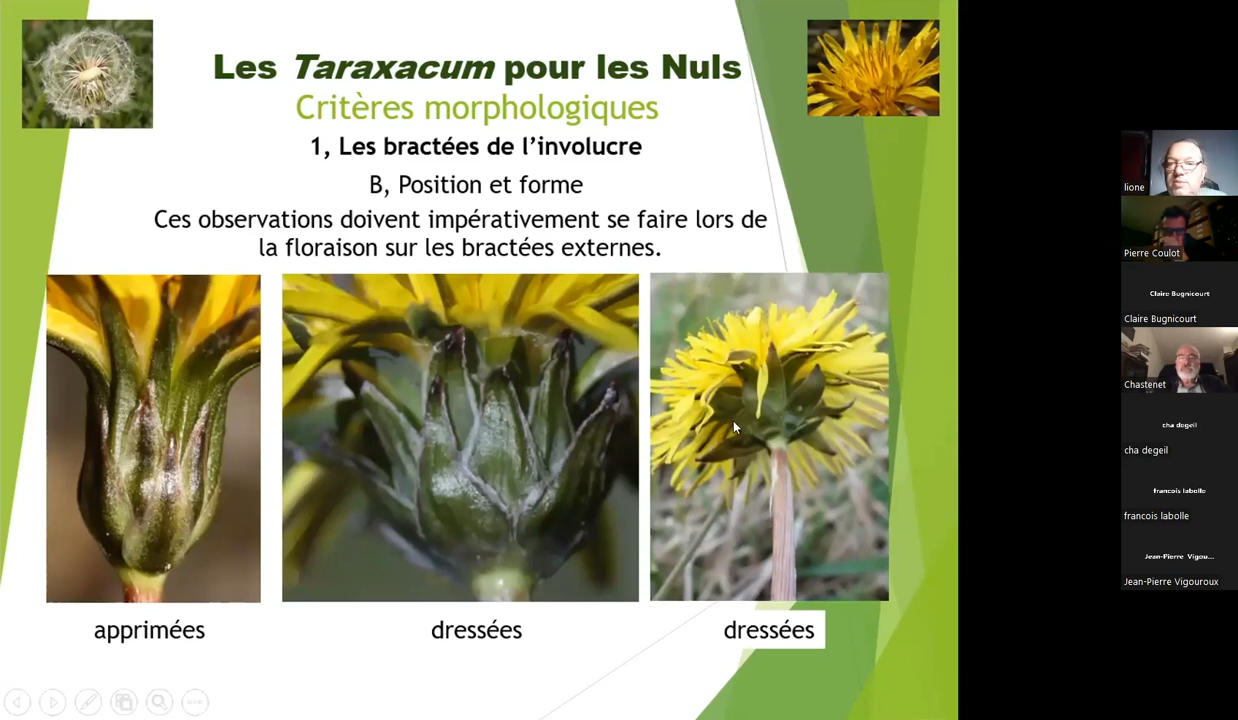 Les Taraxacum pour les Nuls
Critères morphologiques
1, Les bractées de l’involucre
B, Position et forme
Ces observations doivent impérativement se faire lors de
la floraison sur les bractées externes.
apprimées
dressées
dressées
lione
Pierre Coulot
Claire Bugnicourt
Claire Bugnicourt
Chastenet
cha degeil
cha degeil
francois labolle
francois labolle
Jean-Pierre Vigou...
Jean-Pierre Vigouroux